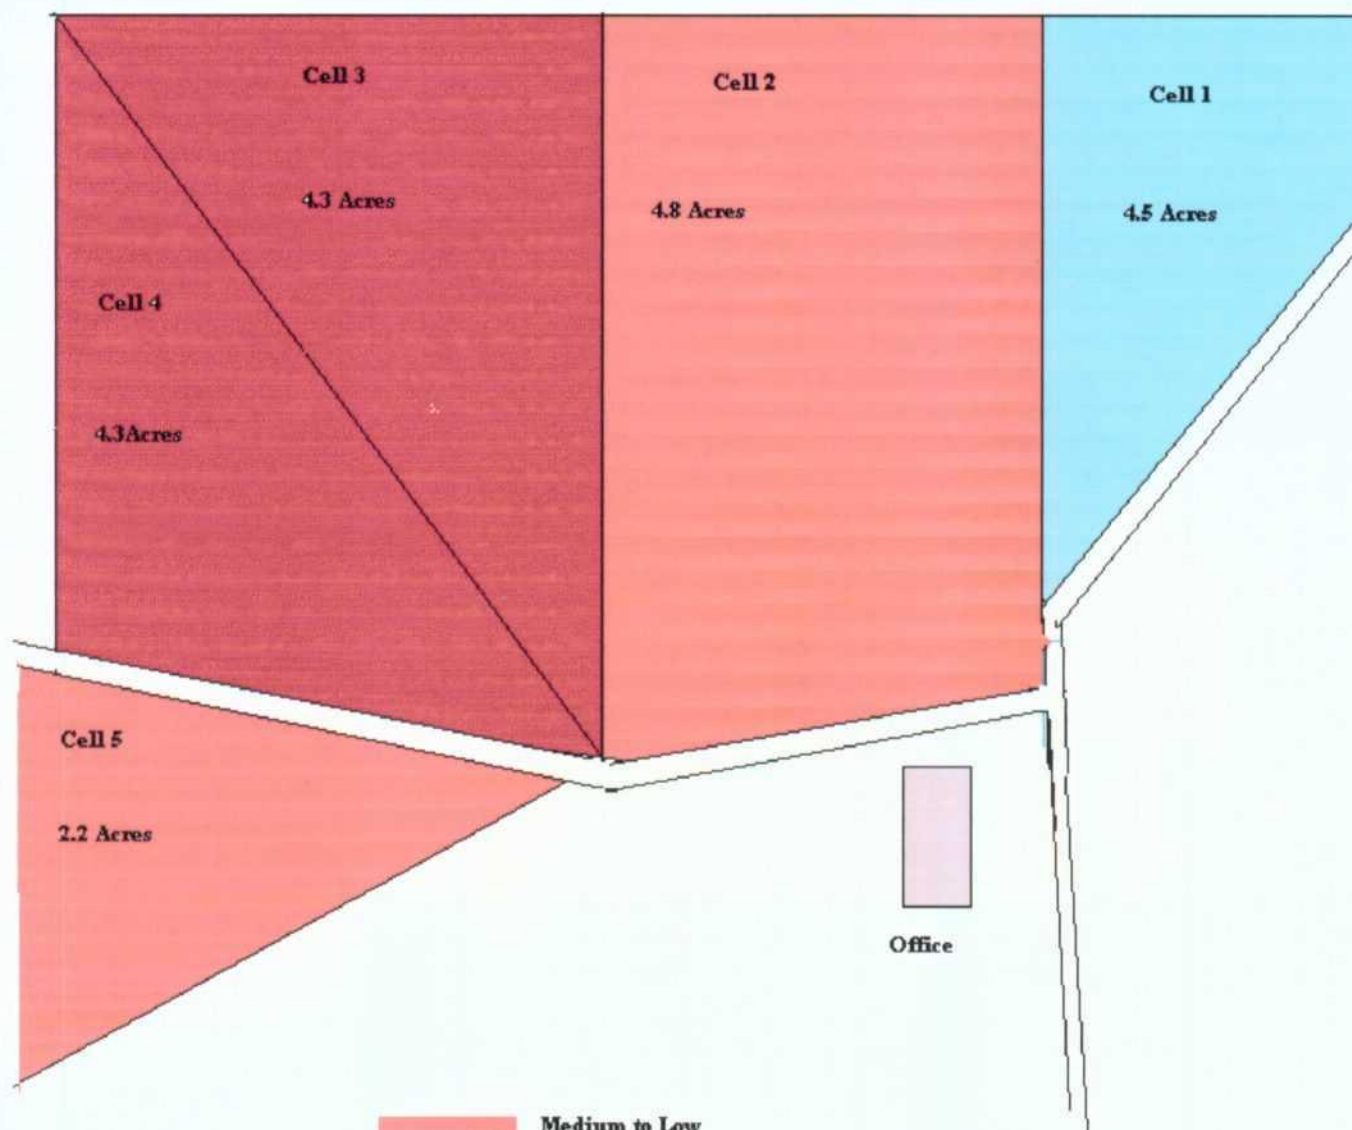 Cell 3
Cell 2
Cell 1
4.3 Acres
4.8 Acres
4.5 Acres
Cell 4
4.3Acres
Cell 5
2.2 Acres
Office
Medium to Low